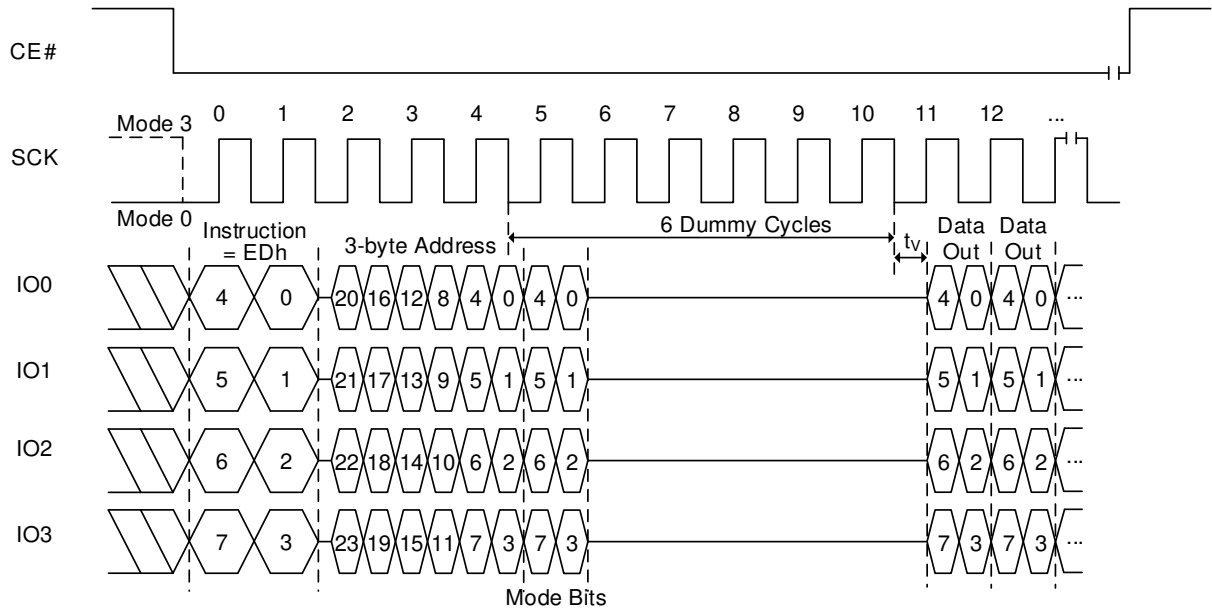 CE#
0 1 2 3 4 5 6 7 8 9 10 11 12 ...
Mode 3
SCK
Mode 0
Instruction
= EDh
3-byte Address
6 Dummy Cycles
tV
Data
Out
Data
Out
IO0 4 0 20 16 12 8 4 0 4 0 4 0 4 0 ...
IO1 5 1 21 17 13 9 5 1 5 1 5 1 5 1 ...
IO2 6 2 22 18 14 10 6 2 6 2 6 2 6 2 ...
IO3 7 3 23 19 15 11 7 3 7 3 7 3 7 3 ...
Mode Bits